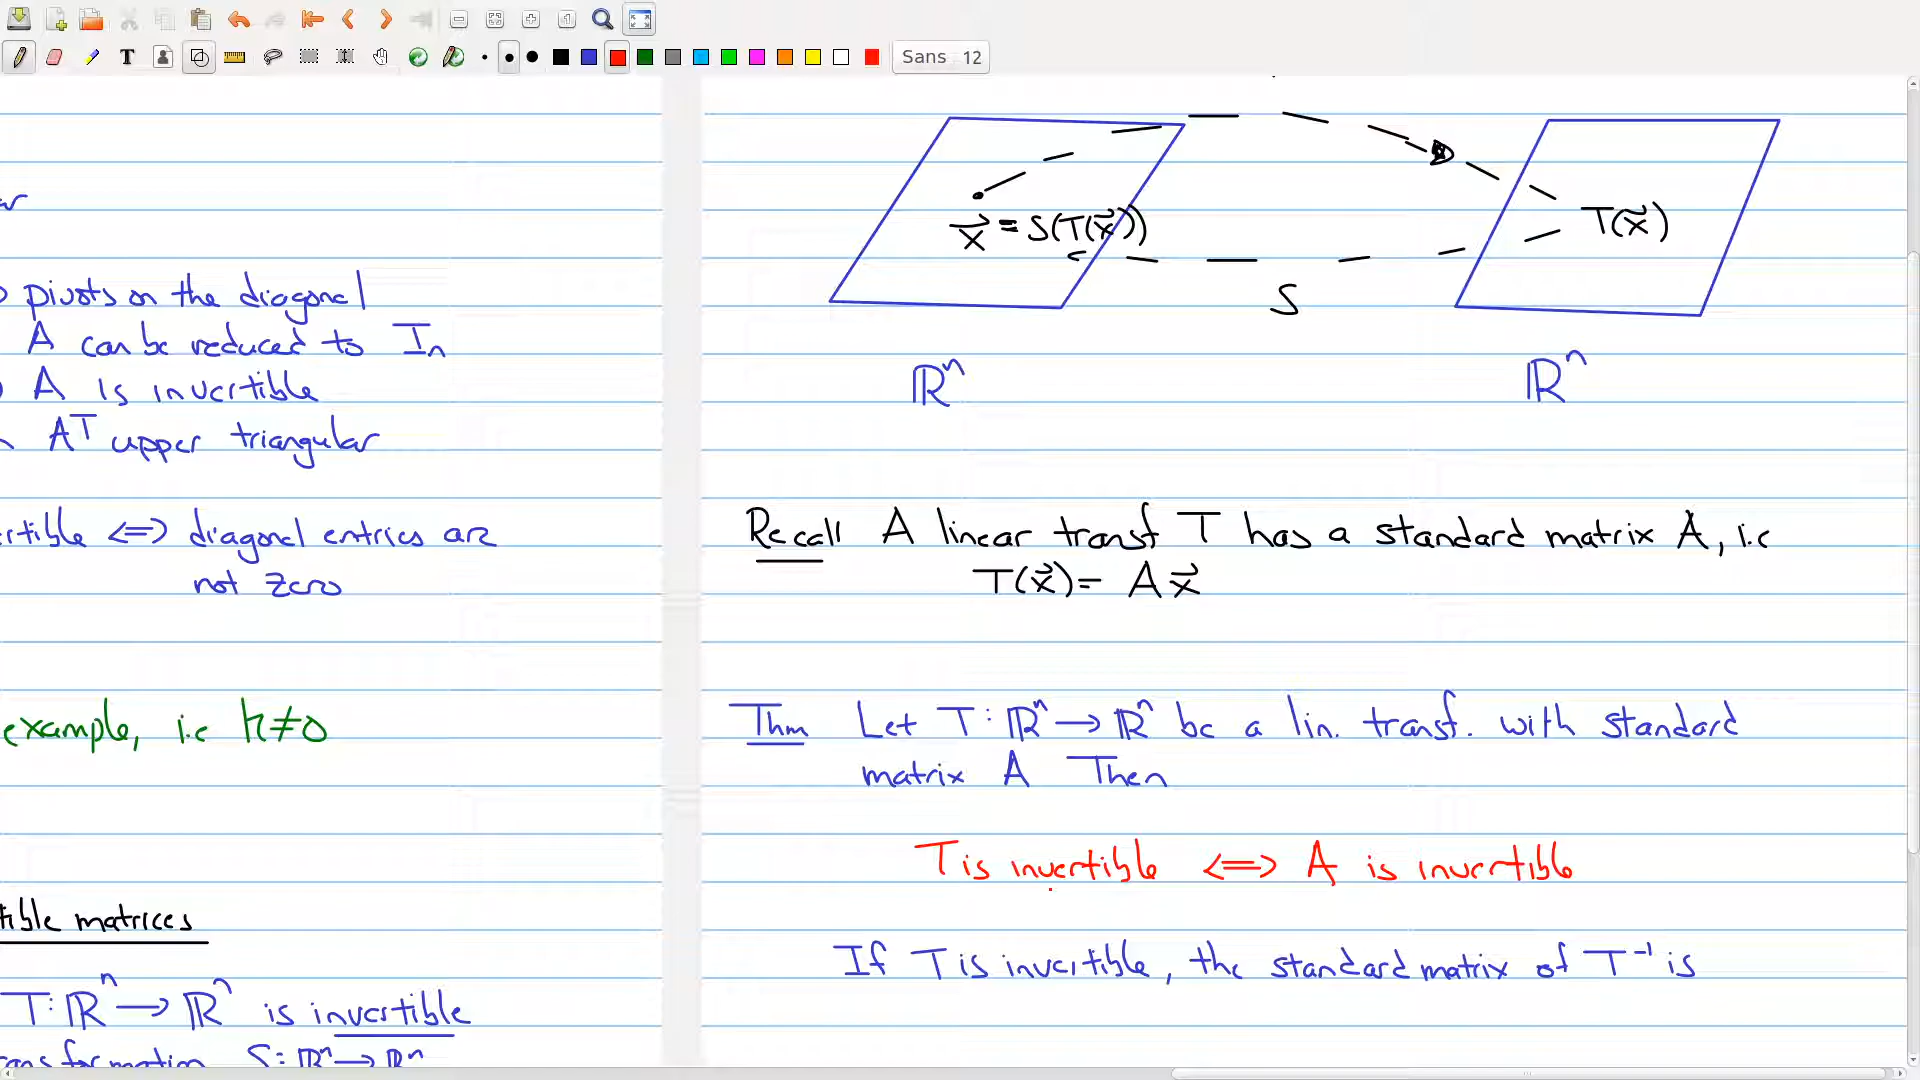 Sans 12
pivots on the diagonal
A can be reduced to Iₙ
A is invertible
Aᵀ upper triangular
⟺ diagonal entries are
not zero
example, i.e h≠0
matrices
T: ℝⁿ → ℝⁿ is invertible
S: ℝⁿ → ℝⁿ
x⃗ = S(T(x⃗))
T(x⃗)
S
ℝⁿ
ℝⁿ
Recall A linear transf T has a standard matrix A, i.e
T(x⃗) = A x⃗
Thm Let T: ℝⁿ → ℝⁿ be a lin. transf. with standard
matrix A Then
T is invertible ⟺ A is invertible
If T is invertible, the standard matrix of T⁻¹ is